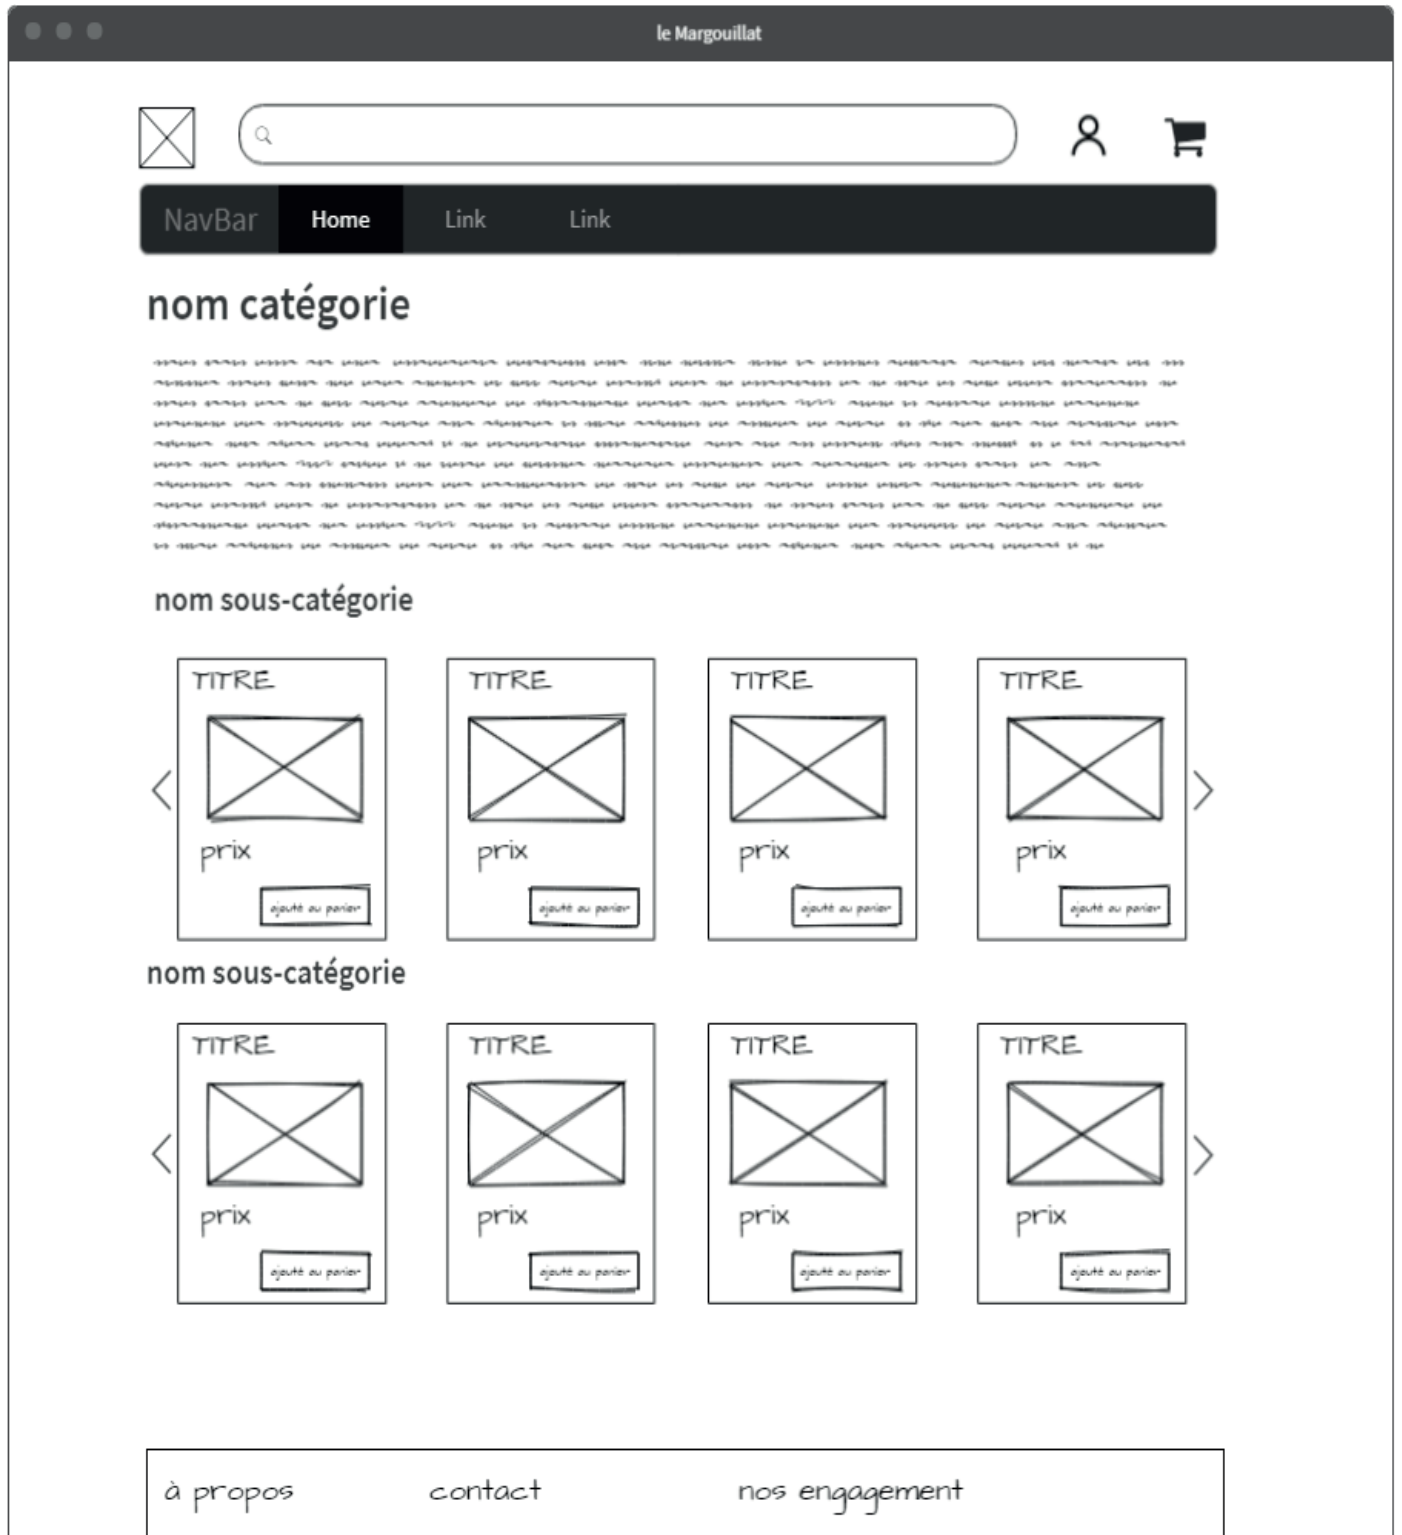 le Margouillat
NavBar Home Link Link
nom catégorie
nom sous-catégorie
TITRE TITRE TITRE TITRE
prix prix prix prix
ajouté au panier ajouté au panier ajouté au panier ajouté au panier
nom sous-catégorie
TITRE TITRE TITRE TITRE
prix prix prix prix
ajouté au panier ajouté au panier ajouté au panier ajouté au panier
à propos contact nos engagement